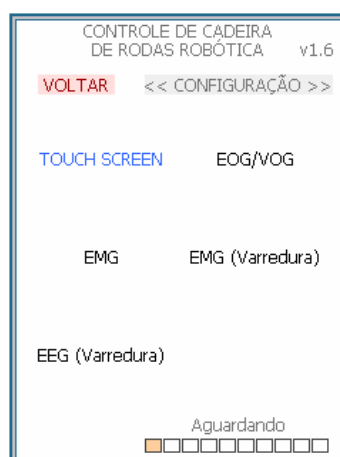 CONTROLE DE CADEIRA
DE RODAS ROBÓTICA v1.6
VOLTAR << CONFIGURAÇÃO >>
TOUCH SCREEN EOG/VOG
EMG EMG (Varredura)
EEG (Varredura)
Aguardando